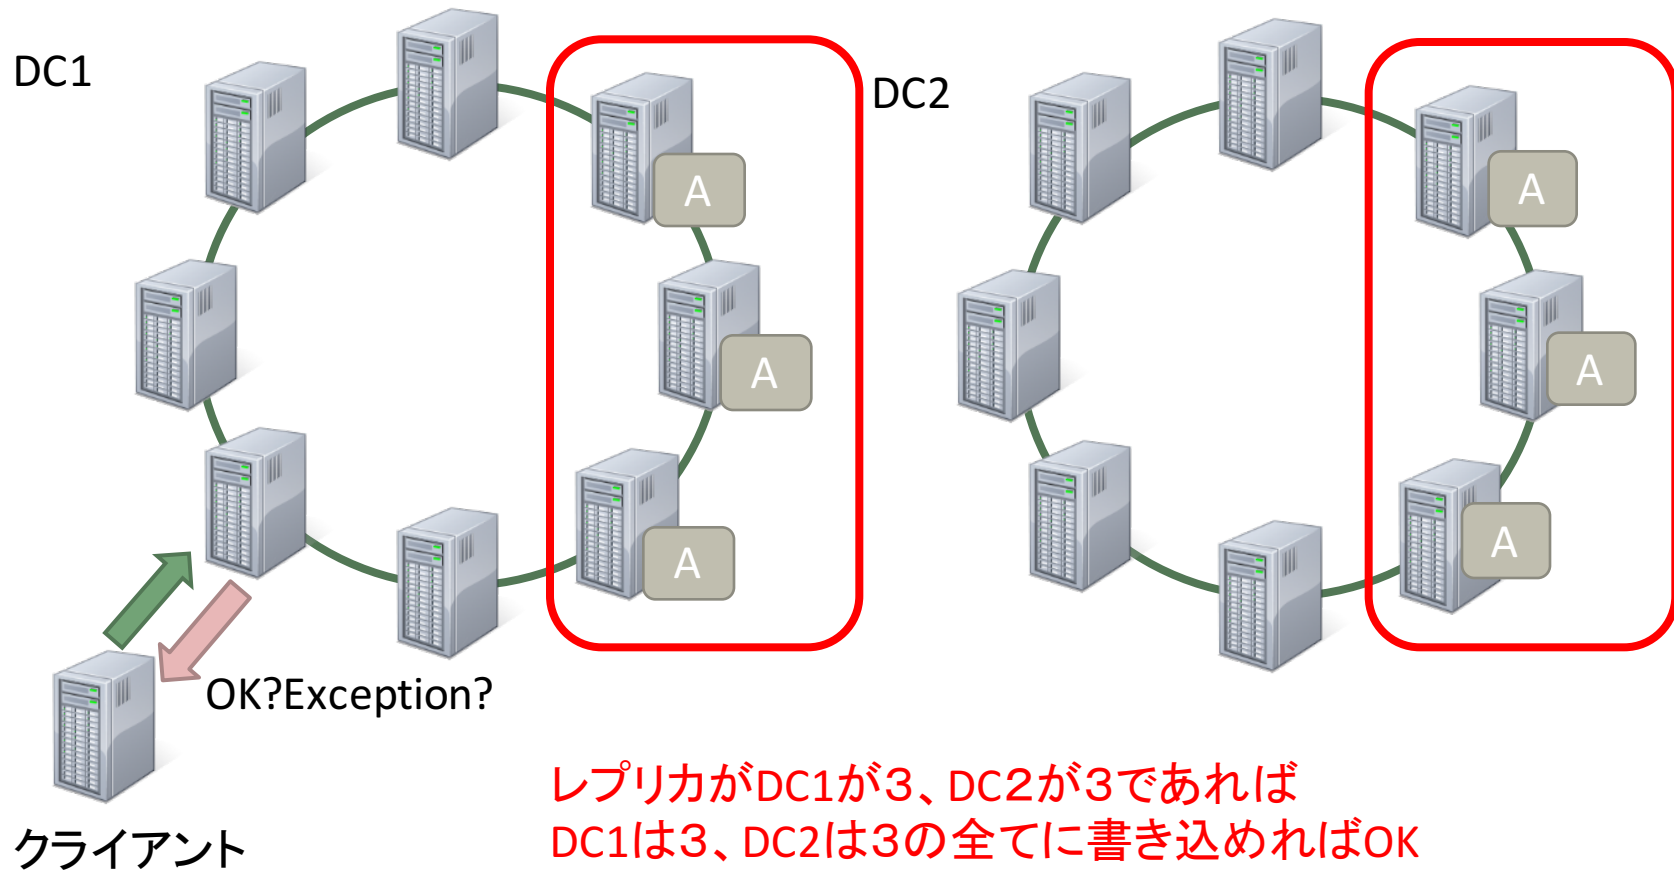 DC1
DC2
A
A
A
A
A
A
OK?Exception?
クライアント
レプリカがDC1が３、DC２が３であれば
DC1は３、DC2は３の全てに書き込めればOK